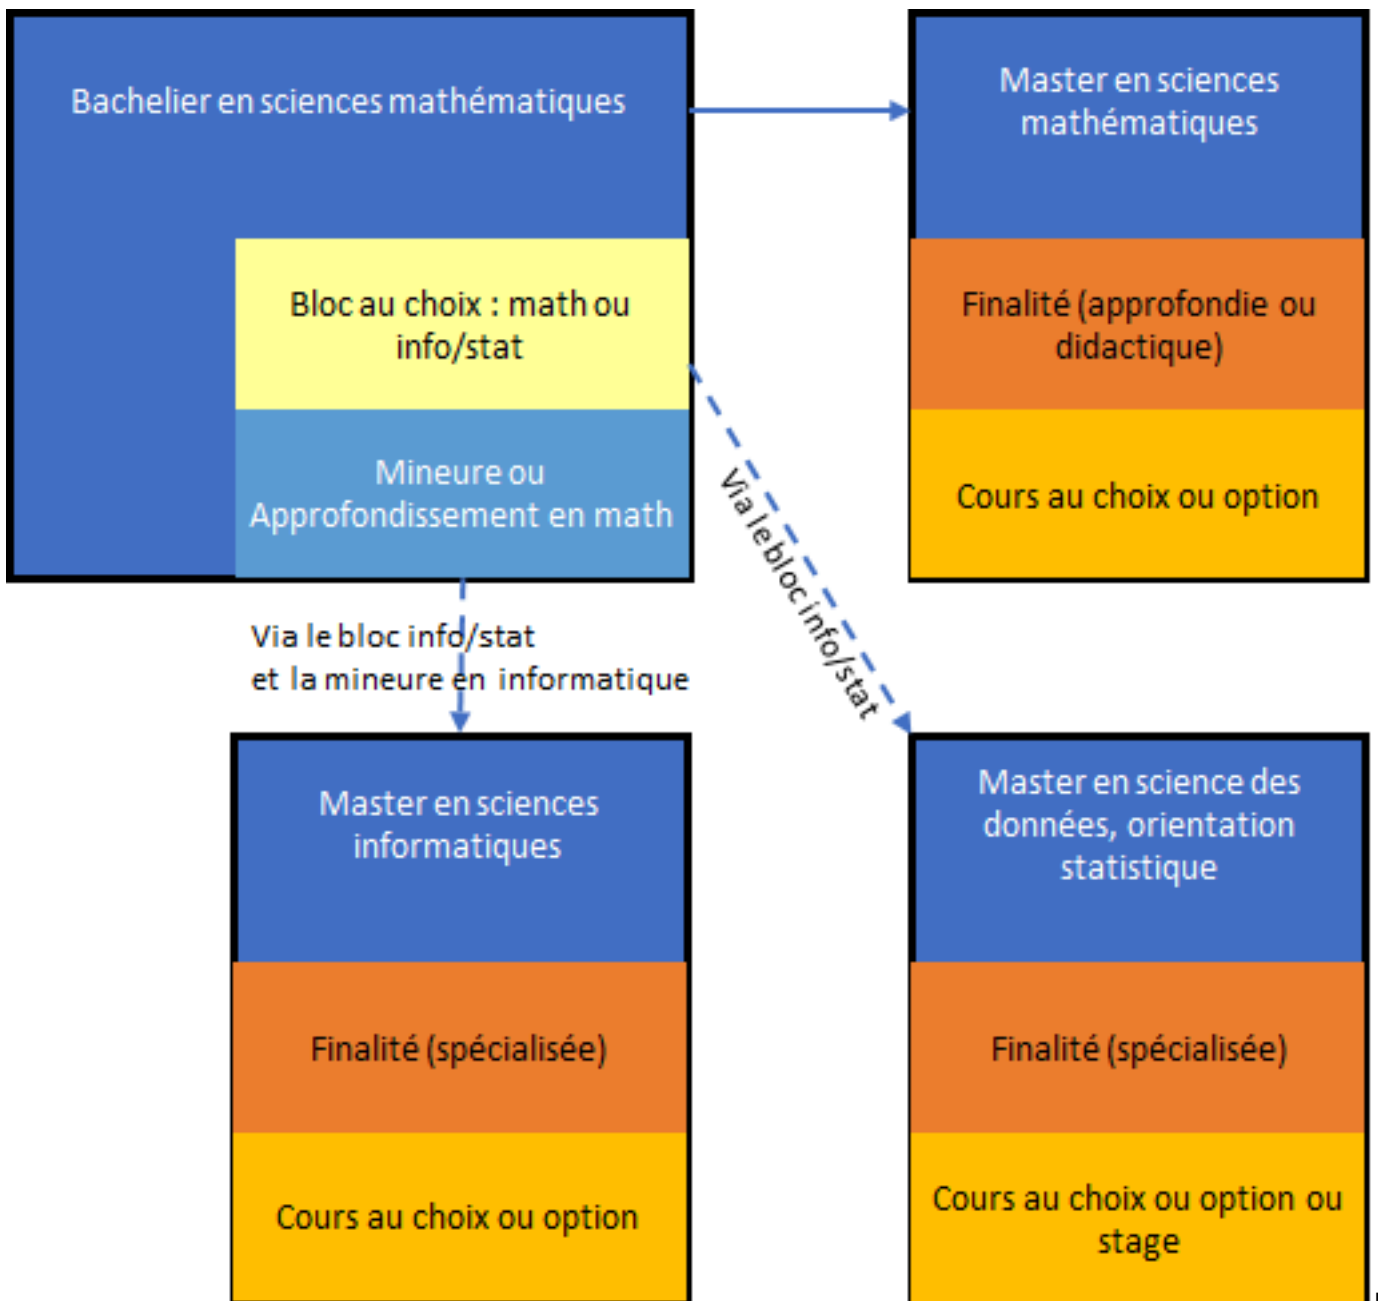 Bachelier en sciences mathématiques
Master en sciences
mathématiques
Bloc au choix : math ou
info/stat
Finalité (approfondie ou
didactique)
Mineure ou
Approfondissement en math
Cours au choix ou option
Via le bloc info/stat
Via le bloc info/stat
et la mineure en informatique
Master en sciences
informatiques
Master en science des
données, orientation
statistique
Finalité (spécialisée)
Finalité (spécialisée)
Cours au choix ou option
Cours au choix ou option ou
stage